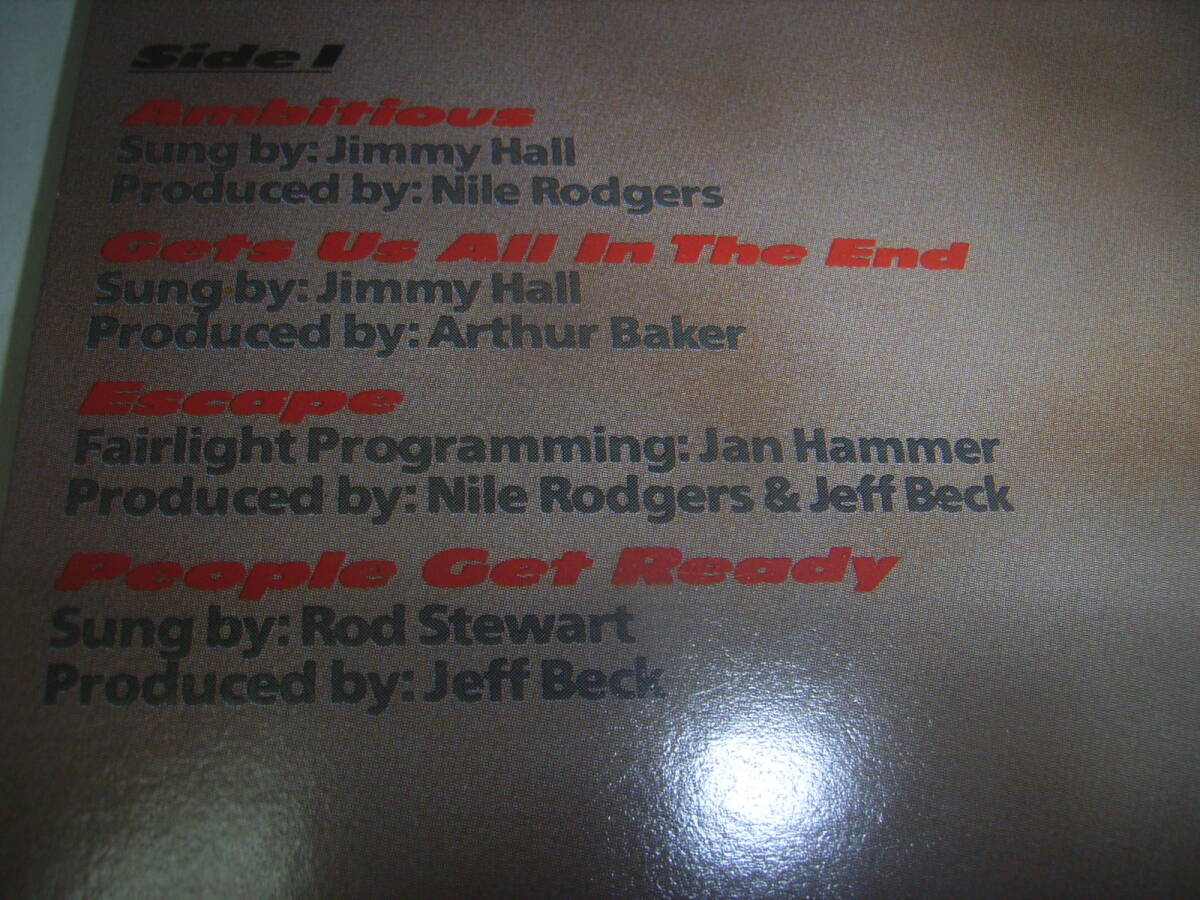 Side I
Ambitious
Sung by: Jimmy Hall
Produced by: Nile Rodgers
Gets Us All In The End
Sung by: Jimmy Hall
Produced by: Arthur Baker
Escape
Fairlight Programming: Jan Hammer
Produced by: Nile Rodgers & Jeff Beck
People Get Ready
Sung by: Rod Stewart
Produced by: Jeff Beck